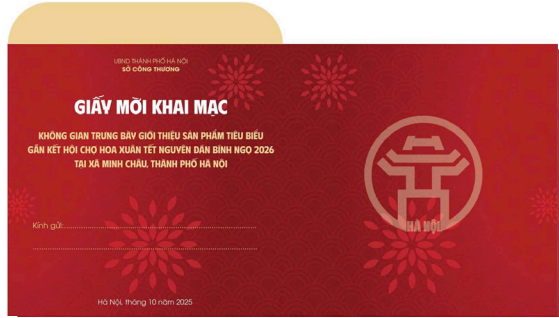 UBND THÀNH PHỐ HÀ NỘI
SỞ CÔNG THƯƠNG
GIẤY MỜI KHAI MẠC
KHÔNG GIAN TRƯNG BÀY GIỚI THIỆU SẢN PHẨM TIÊU BIỂU
GẮN KẾT HỘI CHỢ HOA XUÂN TẾT NGUYÊN ĐÁN BÍNH NGỌ 2026
TẠI XÃ MINH CHÂU, THÀNH PHỐ HÀ NỘI
HÀ NỘI
Kính gửi:
Hà Nội, tháng 10 năm 2025